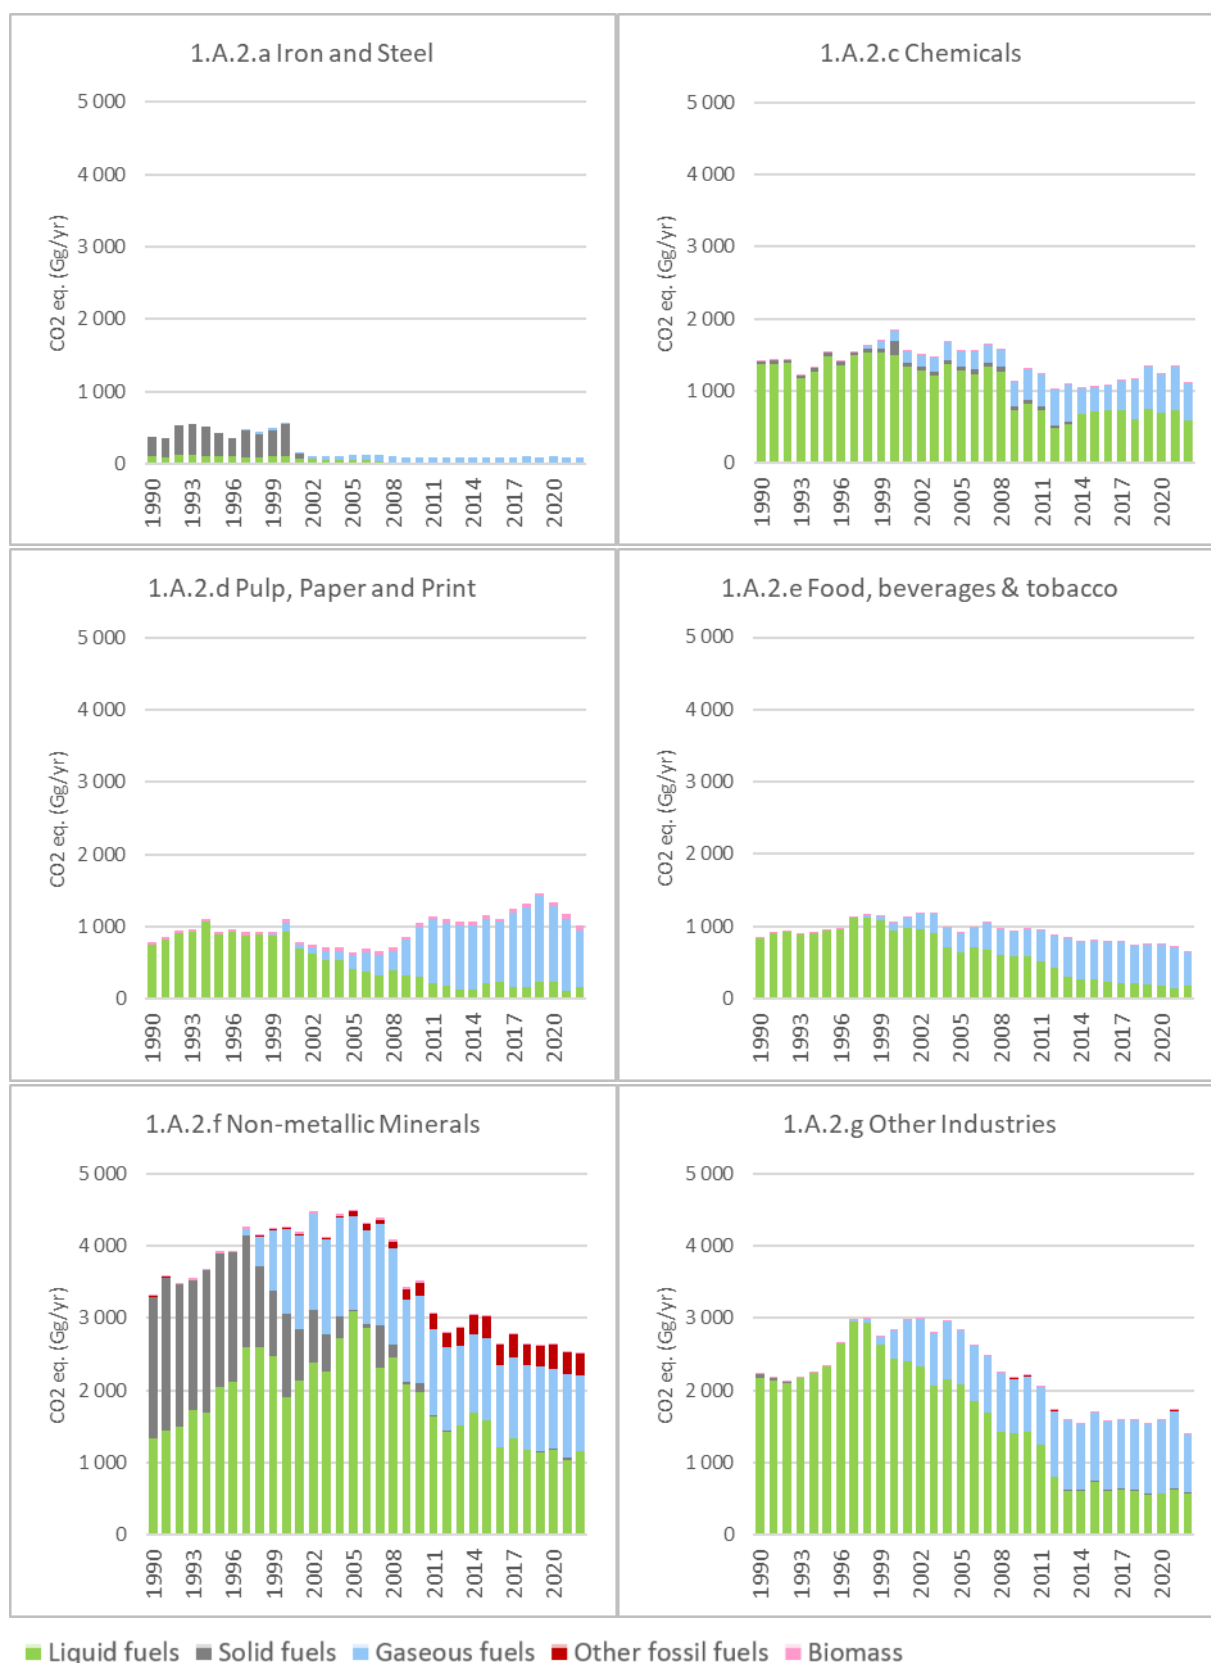 1.A.2.a Iron and Steel
CO2 eq. (Gg/yr)
5 000
4 000
3 000
2 000
1 000
0
1990 1993 1996 1999 2002 2005 2008 2011 2014 2017 2020
1.A.2.c Chemicals
CO2 eq. (Gg/yr)
5 000
4 000
3 000
2 000
1 000
0
1990 1993 1996 1999 2002 2005 2008 2011 2014 2017 2020
1.A.2.d Pulp, Paper and Print
CO2 eq. (Gg/yr)
5 000
4 000
3 000
2 000
1 000
0
1990 1993 1996 1999 2002 2005 2008 2011 2014 2017 2020
1.A.2.e Food, beverages & tobacco
CO2 eq. (Gg/yr)
5 000
4 000
3 000
2 000
1 000
0
1990 1993 1996 1999 2002 2005 2008 2011 2014 2017 2020
1.A.2.f Non-metallic Minerals
CO2 eq. (Gg/yr)
5 000
4 000
3 000
2 000
1 000
0
1990 1993 1996 1999 2002 2005 2008 2011 2014 2017 2020
1.A.2.g Other Industries
CO2 eq. (Gg/yr)
5 000
4 000
3 000
2 000
1 000
0
1990 1993 1996 1999 2002 2005 2008 2011 2014 2017 2020
Liquid fuels Solid fuels Gaseous fuels Other fossil fuels Biomass